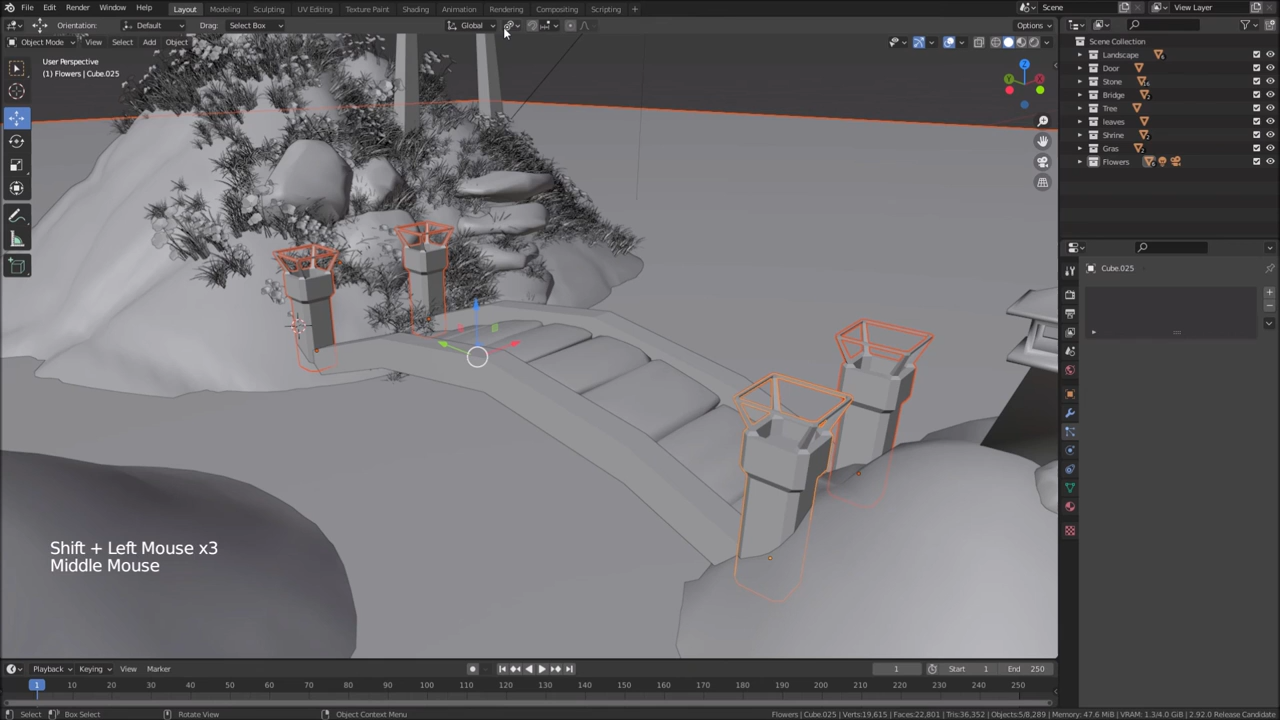 File Edit Render Window Help Layout Modeling Sculpting UV Editing Texture Paint Shading Animation Rendering Compositing Scripting + Scene View Layer
Orientation: Default Drag: Select Box Global Options
Object Mode View Select Add Object
User Perspective
(1) Flowers | Cube.025
Z
Y
X
Scene Collection
Landscape
Door
Stone
Bridge
Tree
leaves
Shrine
Gras
Flowers
Cube.025
Shift + Left Mouse x3
Middle Mouse
Playback Keying View Marker 1 Start 1 End 250
1 10 20 30 40 50 60 70 80 90 100 110 120 130 140 150 160 170 180 190 200 210 220 230 240 250
Select Box Select Rotate View Object Context Menu Flowers | Cube.025 | Verts:19,615 | Faces:22,801 | Tris:36,352 | Objects:5/8,289 | Memory: 47.6 MiB | VRAM: 1.3/4.0 GiB | 2.92.0 Release Candidate